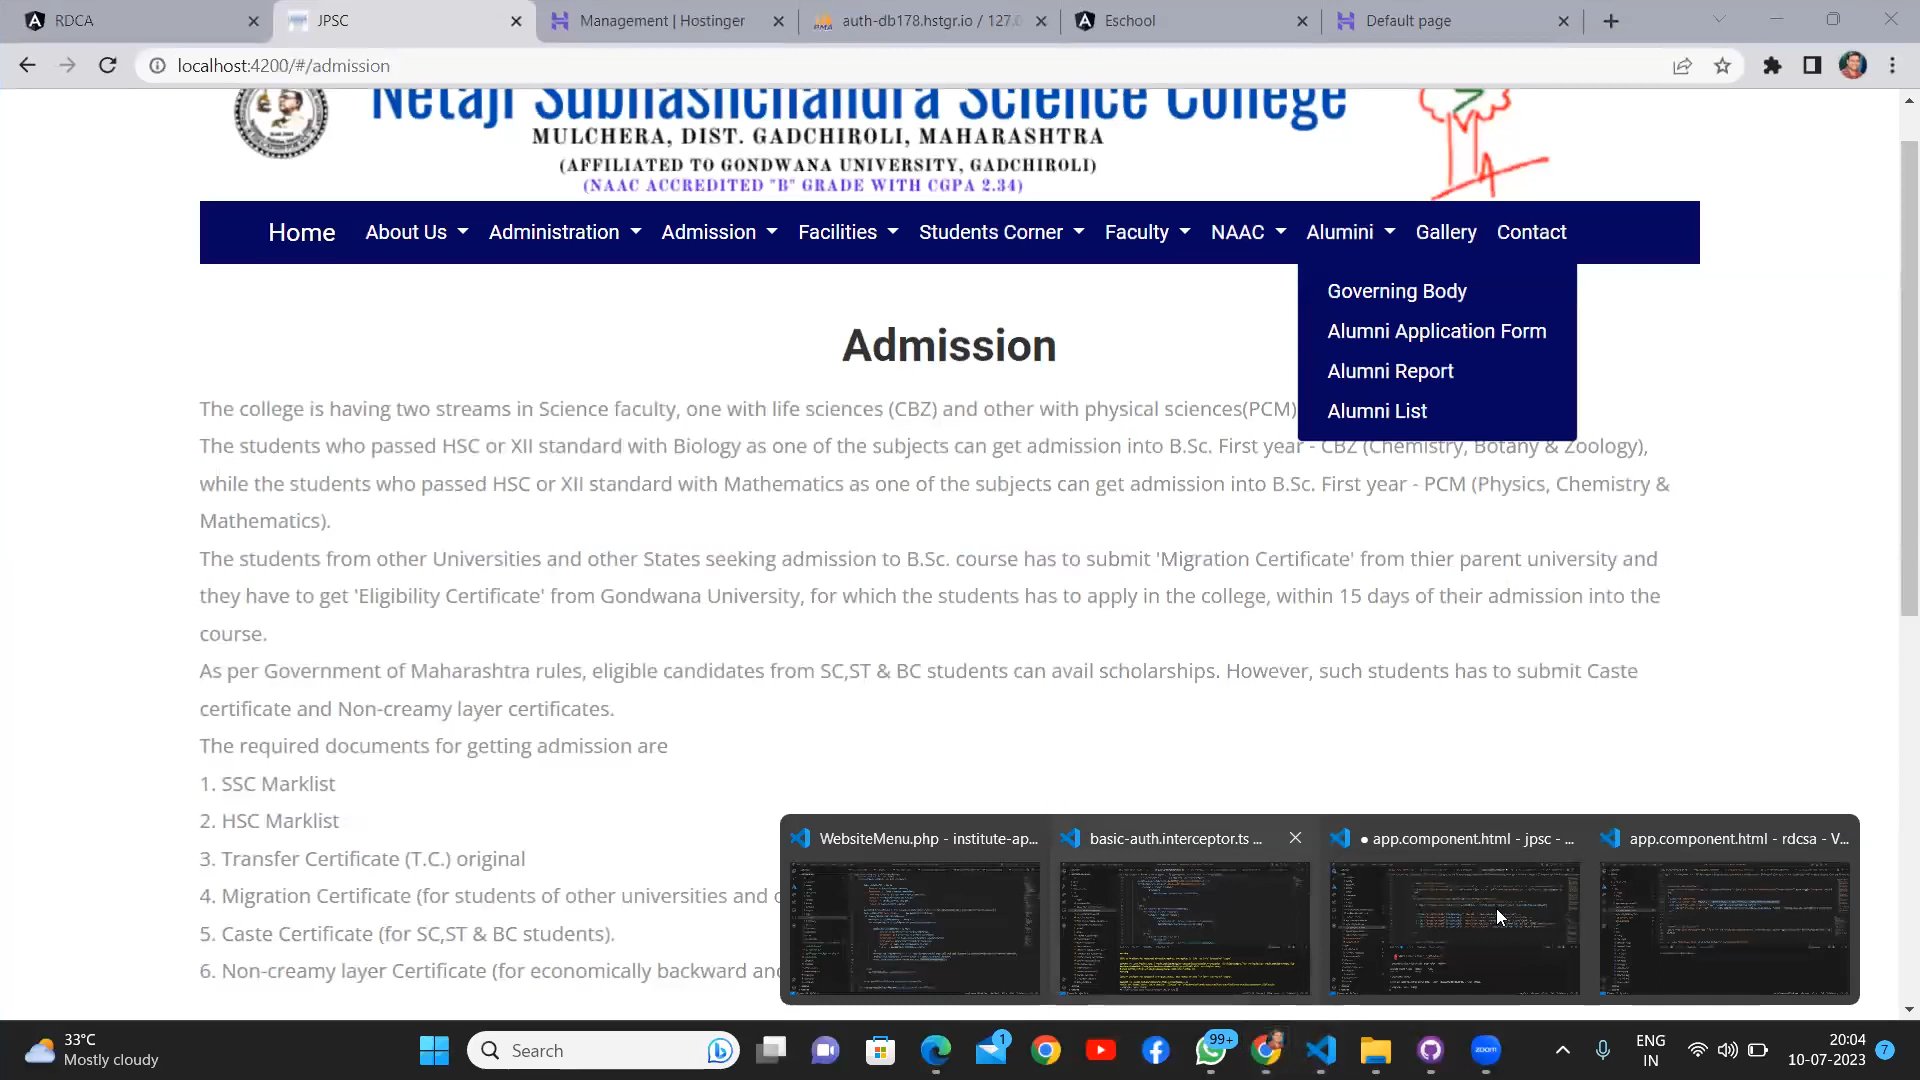 RDCA
JPSC
Management | Hostinger
auth-db178.hstgr.io / 127.0
Eschool
Default page
localhost:4200/#/admission
Netaji Subhashchandra Science College
MULCHERA, DIST. GADCHIROLI, MAHARASHTRA
(AFFILIATED TO GONDWANA UNIVERSITY, GADCHIROLI)
(NAAC ACCREDITED "B" GRADE WITH CGPA 2.34)
Home About Us Administration Admission Facilities Students Corner Faculty NAAC Alumni Gallery Contact
Governing Body
Alumni Application Form
Alumni Report
Alumni List
Admission
The college is having two streams in Science faculty, one with life sciences (CBZ) and other with physical sciences(PCM)
The students who passed HSC or XII standard with Biology as one of the subjects can get admission into B.Sc. First year - CBZ (Chemistry, Botany & Zoology),
while the students who passed HSC or XII standard with Mathematics as one of the subjects can get admission into B.Sc. First year - PCM (Physics, Chemistry &
Mathematics).
The students from other Universities and other States seeking admission to B.Sc. course has to submit 'Migration Certificate' from thier parent university and
they have to get 'Eligibility Certificate' from Gondwana University, for which the students has to apply in the college, within 15 days of their admission into the
course.
As per Government of Maharashtra rules, eligible candidates from SC,ST & BC students can avail scholarships. However, such students has to submit Caste
certificate and Non-creamy layer certificates.
The required documents for getting admission are
1. SSC Marklist
2. HSC Marklist
3. Transfer Certificate (T.C.) original
4. Migration Certificate (for students of other universities and
5. Caste Certificate (for SC,ST & BC students).
6. Non-creamy layer Certificate (for economically backward and
WebsiteMenu.php - institute-ap...
basic-auth.interceptor.ts ...
● app.component.html - jpsc - ...
app.component.html - rdcsa - V...
33°C
Mostly cloudy
Search
1
99+
zoom
ENG
IN
20:04
10-07-2023
7